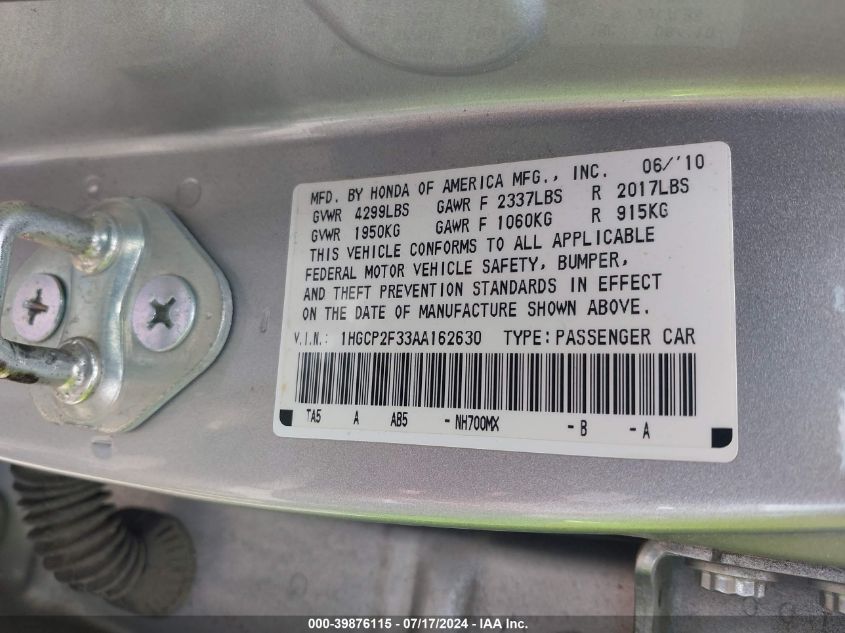 MFD. BY HONDA OF AMERICA MFG., INC. 06/'10
GVWR 4299LBS GAWR F 2337LBS R 2017LBS
GVWR 1950KG GAWR F 1060KG R 915KG
THIS VEHICLE CONFORMS TO ALL APPLICABLE
FEDERAL MOTOR VEHICLE SAFETY, BUMPER,
AND THEFT PREVENTION STANDARDS IN EFFECT
ON THE DATE OF MANUFACTURE SHOWN ABOVE.
V.I.N.: 1HGCP2F33AA162630 TYPE: PASSENGER CAR
TA5 A AB5 - NH700MX - B - A
000-39876115 - 07/17/2024 - IAA Inc.